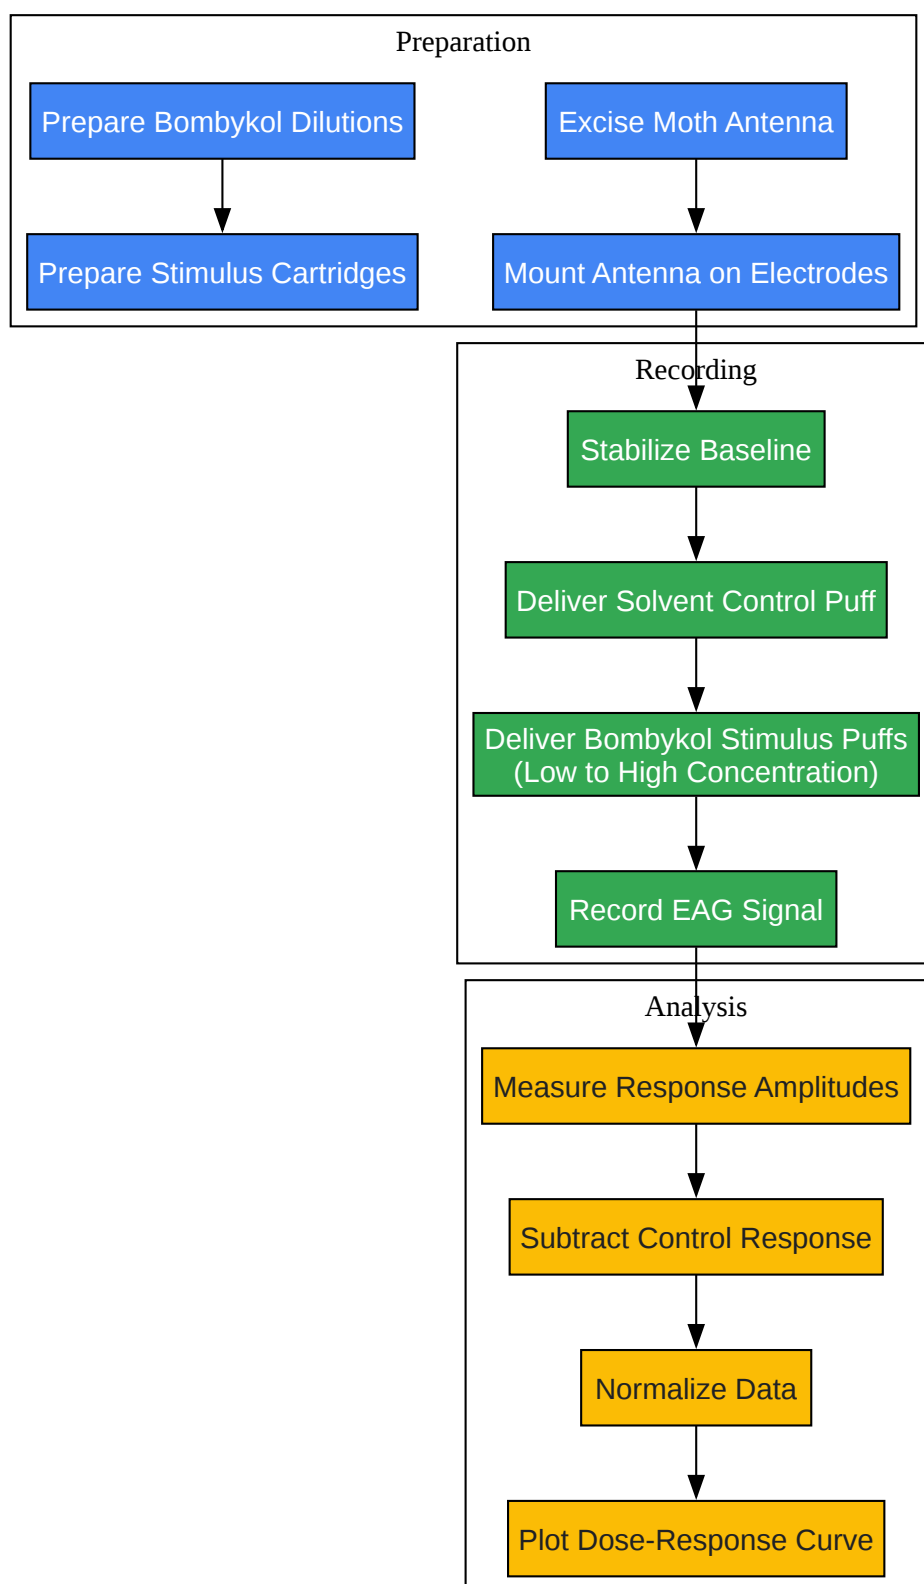 Preparation
Prepare Bombykol Dilutions
Excise Moth Antenna
Prepare Stimulus Cartridges
Mount Antenna on Electrodes
Recording
Stabilize Baseline
Deliver Solvent Control Puff
Deliver Bombykol Stimulus Puffs
(Low to High Concentration)
Record EAG Signal
Analysis
Measure Response Amplitudes
Subtract Control Response
Normalize Data
Plot Dose-Response Curve